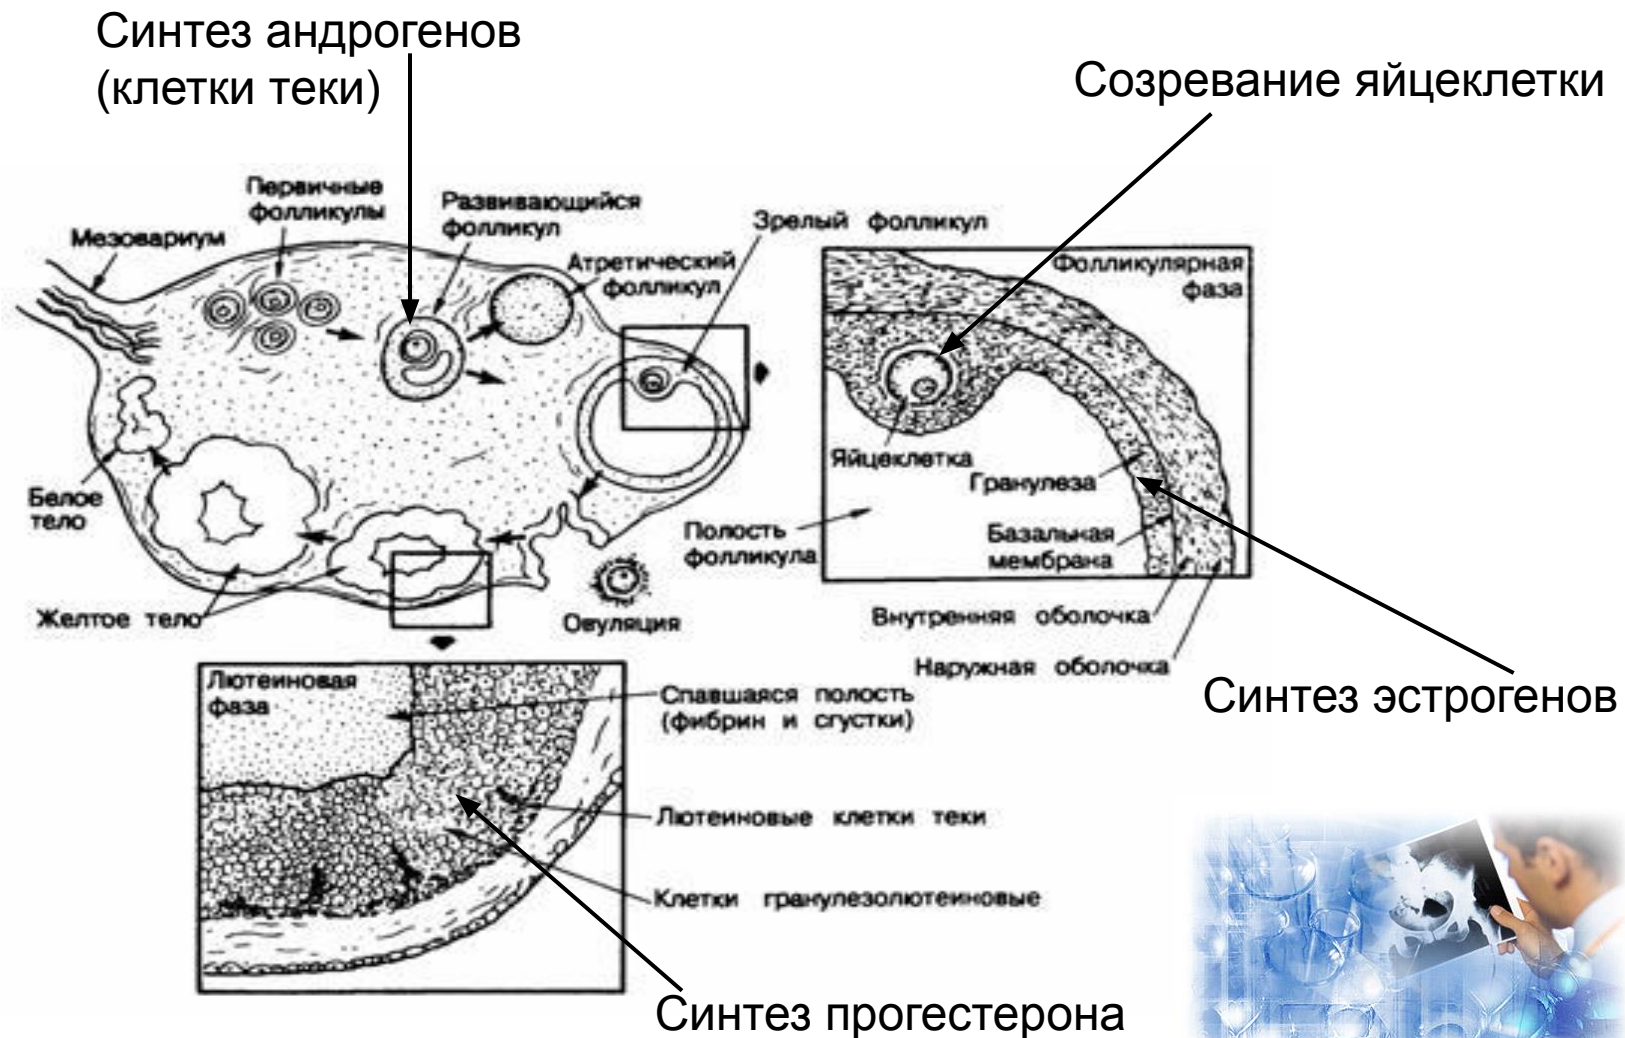 Синтез андрогенов
(клетки теки)
Созревание яйцеклетки
Первичные
фолликулы
Развивающийся
фолликул
Зрелый фолликул
Мезовариум
Атретический
фолликул
Фолликулярная
фаза
Яйцеклетка
Гранулеза
Белое
тело
Полость
фолликула
Базальная
мембрана
Желтое тело
Овуляция
Внутренняя оболочка
Наружная оболочка
Лютеиновая
фаза
Спавшаяся полость
(фибрин и сгустки)
Синтез эстрогенов
Лютеиновые клетки теки
Клетки гранулезолютеиновые
Синтез прогестерона